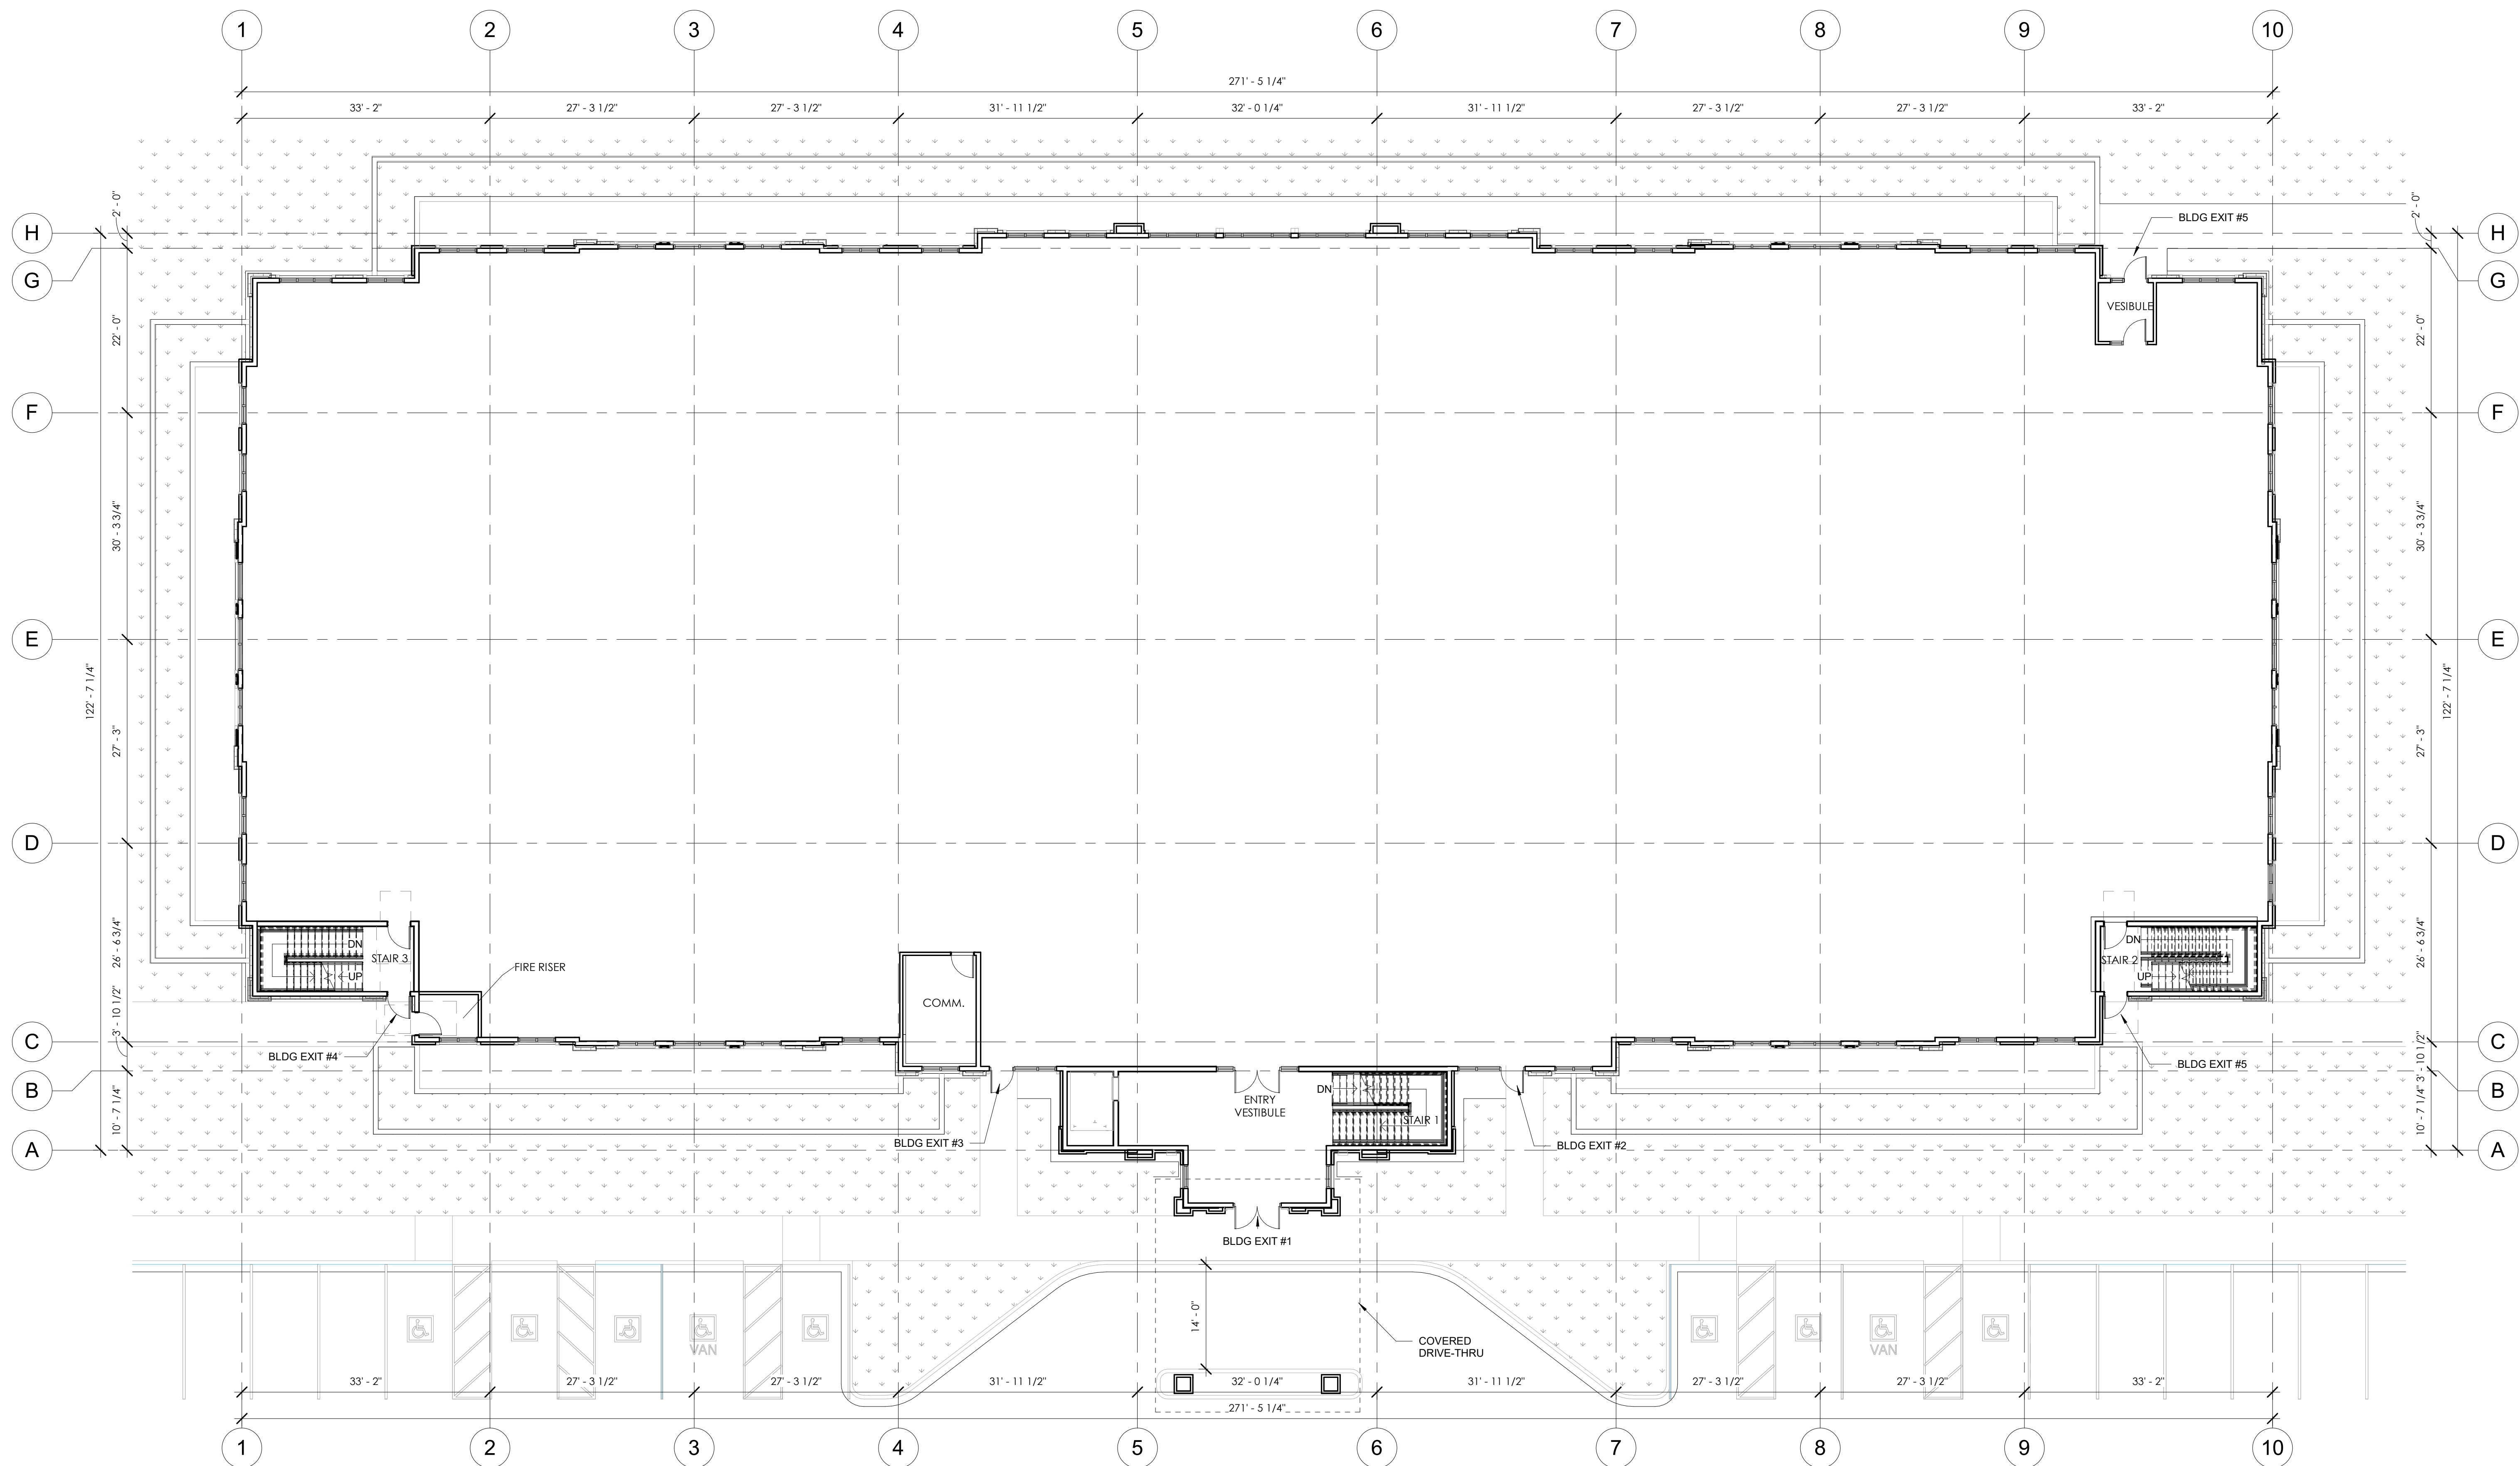 1 2 3 4 5 6 7 8 9 10
271' - 5 1/4"
33' - 2" 27' - 3 1/2" 27' - 3 1/2" 31' - 11 1/2" 32' - 0 1/4" 31' - 11 1/2" 27' - 3 1/2" 27' - 3 1/2" 33' - 2"
2' - 0" 2' - 0"
H BLDG EXIT #5 H
G G
VESIBULE
22' - 0" 22' - 0"
F F
30' - 3 3/4" 30' - 3 3/4"
E E
122' - 7 1/4" 122' - 7 1/4"
27' - 3" 27' - 3"
D D
26' - 6 3/4" 26' - 6 3/4"
DN DN
STAIR 3 STAIR 2
FIRE RISER
UP UP
COMM.
3' - 10 1/2" 3' - 10 1/2"
C C
BLDG EXIT #4 BLDG EXIT #5
B B
DN
ENTRY
VESTIBULE
10' - 7 1/4" 10' - 7 1/4"
STAIR 1
BLDG EXIT #3 BLDG EXIT #2
A A
BLDG EXIT #1
14' - 0"
COVERED
DRIVE-THRU
VAN VAN
33' - 2" 27' - 3 1/2" 27' - 3 1/2" 31' - 11 1/2" 32' - 0 1/4" 31' - 11 1/2" 27' - 3 1/2" 27' - 3 1/2" 33' - 2"
271' - 5 1/4"
1 2 3 4 5 6 7 8 9 10